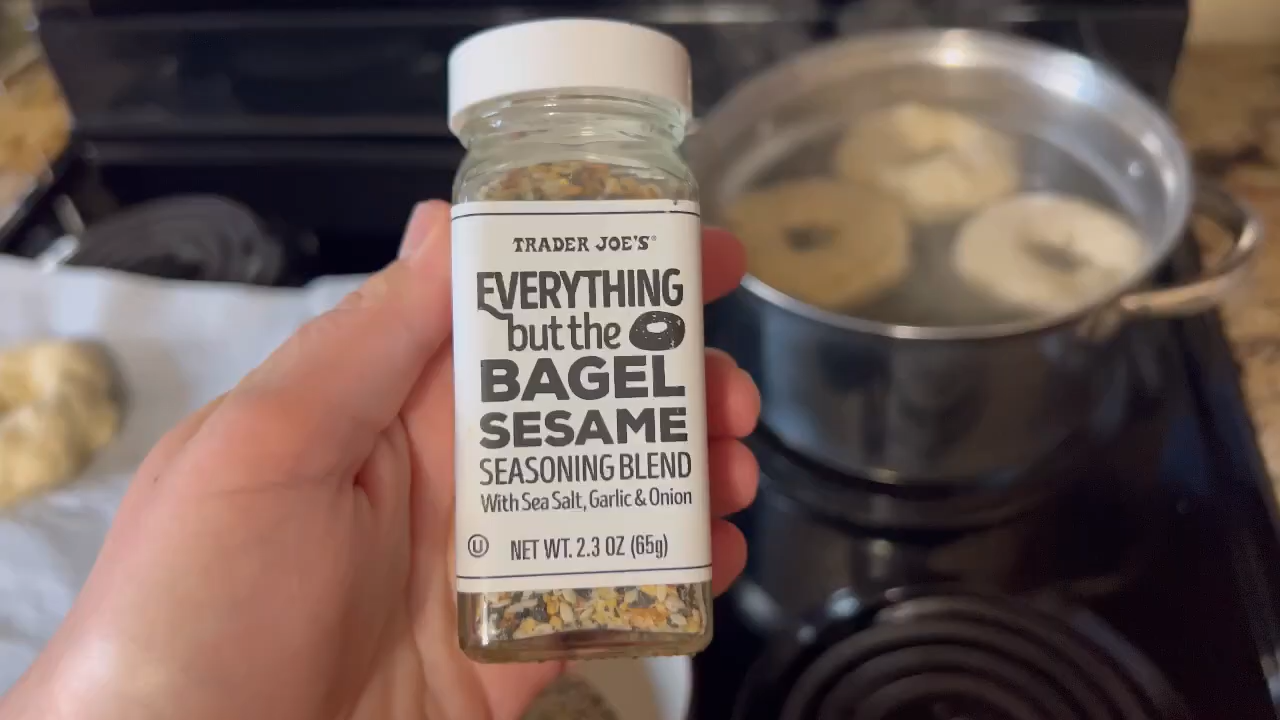 TRADER JOE'S®
EVERYTHING
but the
BAGEL
SESAME
SEASONING BLEND
With Sea Salt, Garlic & Onion
U NET WT. 2.3 OZ (65g)